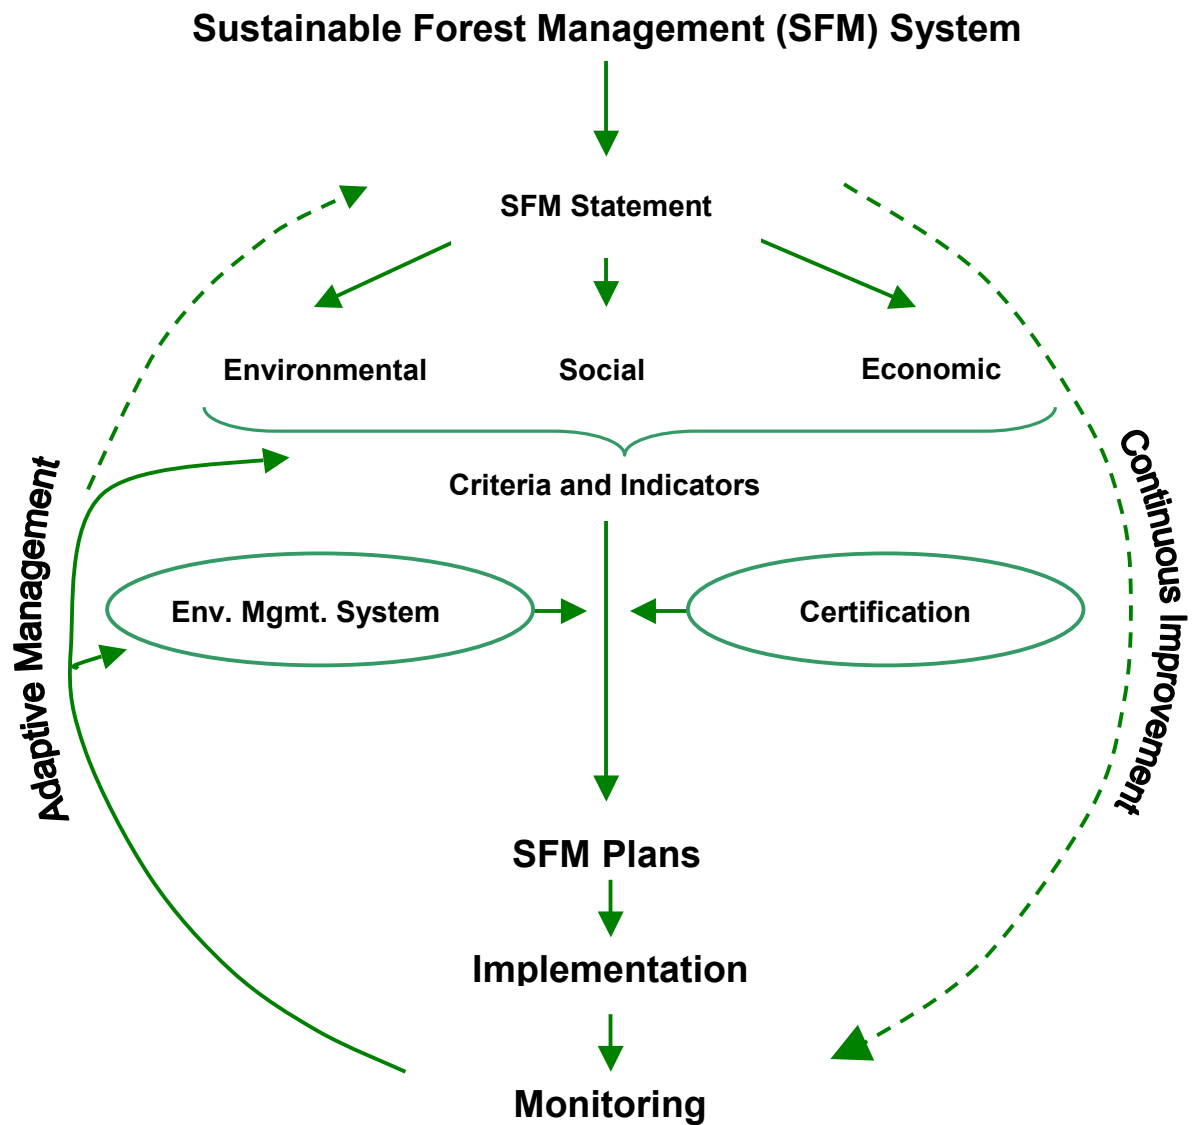 Sustainable Forest Management (SFM) System
SFM Statement
Environmental
Social
Economic
Criteria and Indicators
Adaptive Management
Continuous Improvement
Env. Mgmt. System
Certification
SFM Plans
Implementation
Monitoring